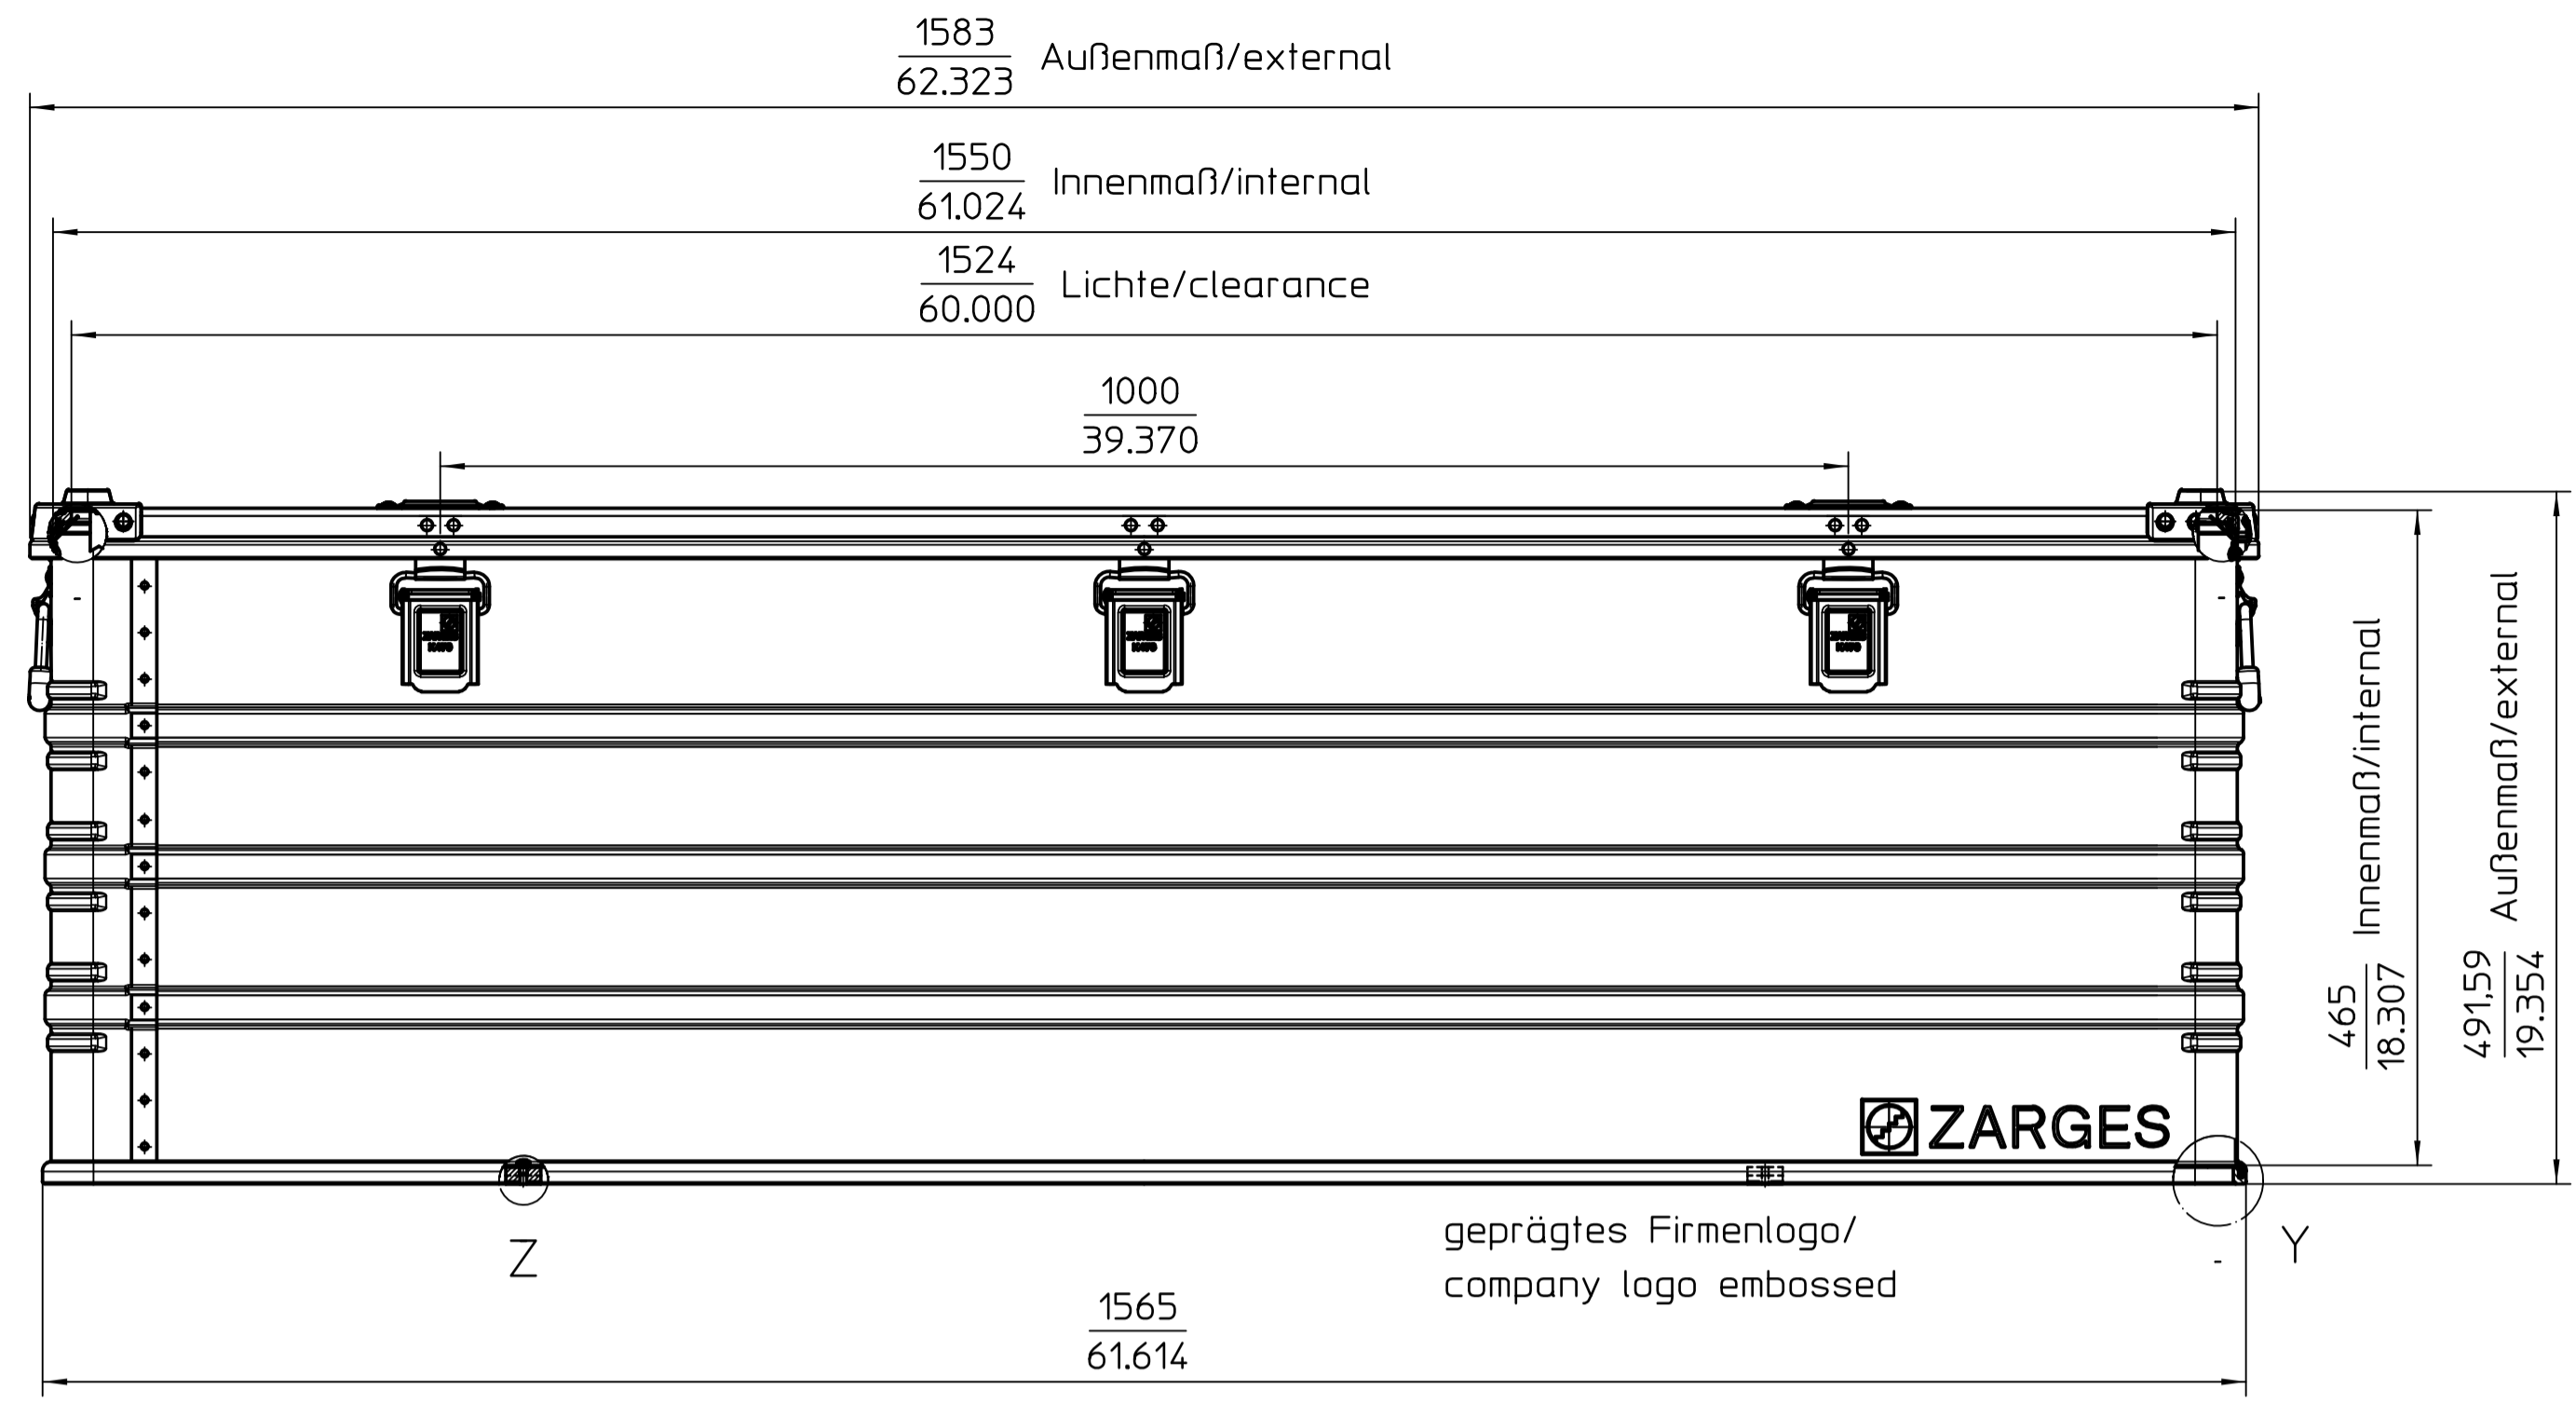 1583
62.323
Außenmaß/external
1550
61.024
Innenmaß/internal
1524
60.000
Lichte/clearance
1000
39.370
465
18.307
Innenmaß/internal
491,59
19.354
Außenmaß/external
ZARGES
Z
geprägtes Firmenlogo/
company logo embossed
Y
1565
61.614